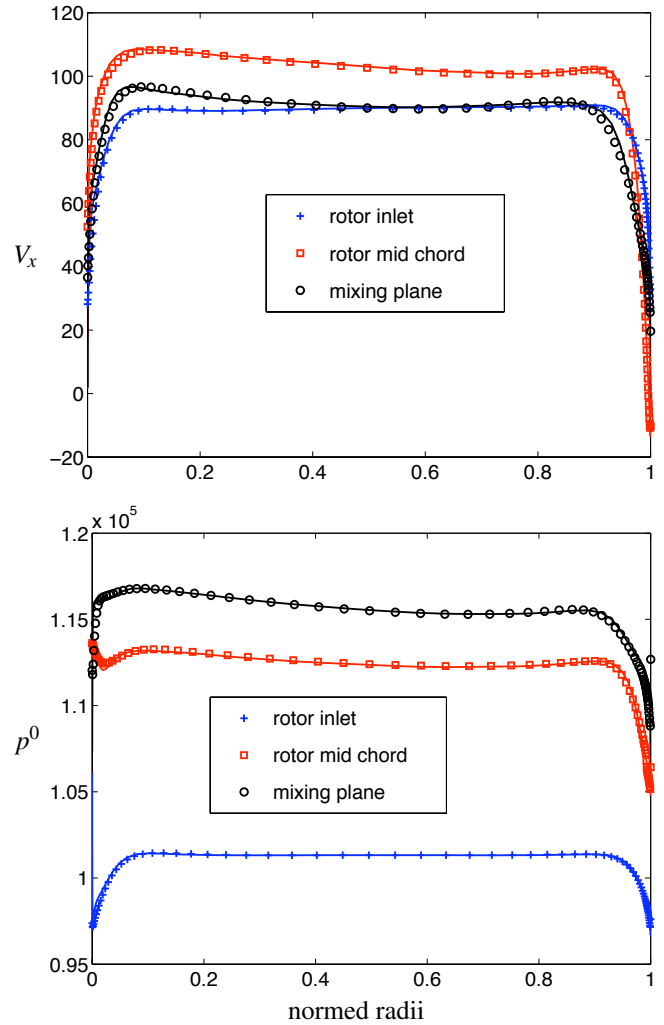 120
100
80
60
40
20
0
−20
V_x
rotor inlet
rotor mid chord
mixing plane
0 0.2 0.4 0.6 0.8 1
x 10^5
1.2
1.15
1.1
1.05
1
0.95
p^0
rotor inlet
rotor mid chord
mixing plane
0 0.2 0.4 0.6 0.8 1
normed radii